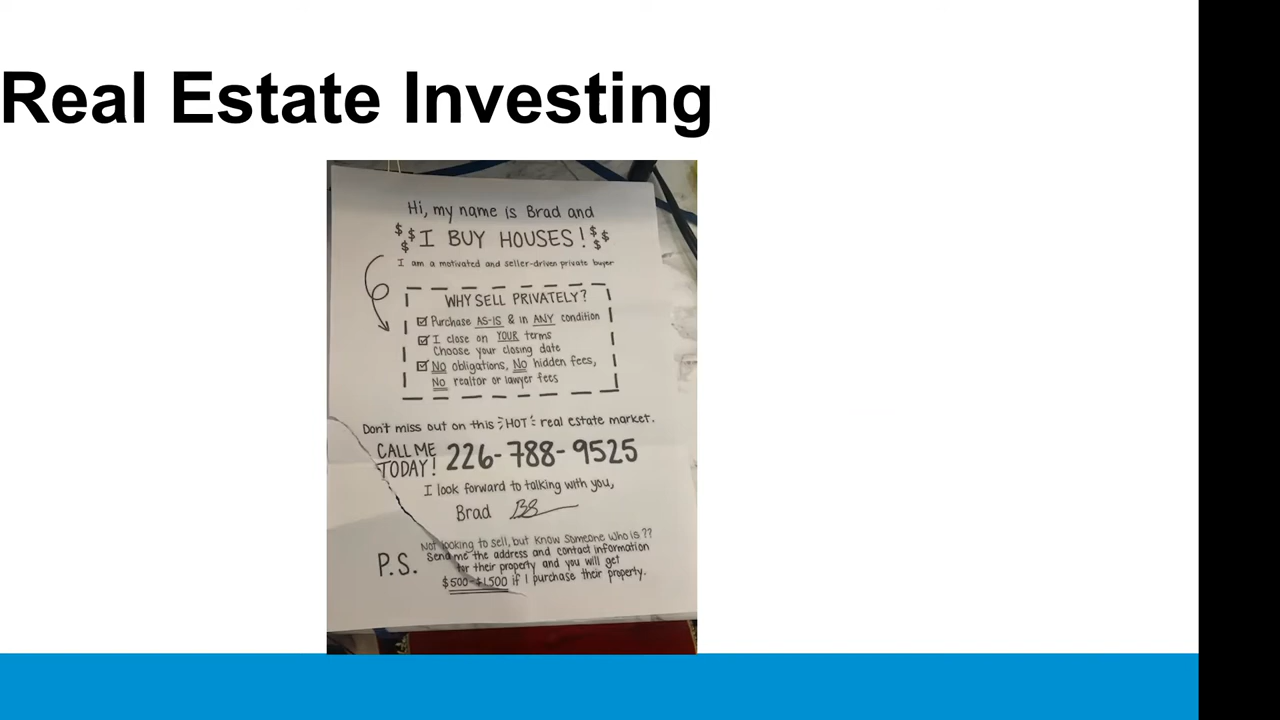 Real Estate Investing
Hi, my name is Brad and
$ $ $ I BUY HOUSES! $ $ $
I am a motivated and seller-driven private buyer
WHY SELL PRIVATELY?
☑ Purchase AS-IS & in ANY condition
☑ I close on YOUR terms
Choose your closing date
☑ No obligations, No hidden fees,
No realtor or lawyer fees
Don't miss out on this HOT real estate market.
CALL ME
TODAY! 226-788-9525
I look forward to talking with you,
Brad
Not looking to sell, but know someone who is??
P.S. Send me the address and contact information
for their property and you will get
$500-$1,500 if I purchase their property.